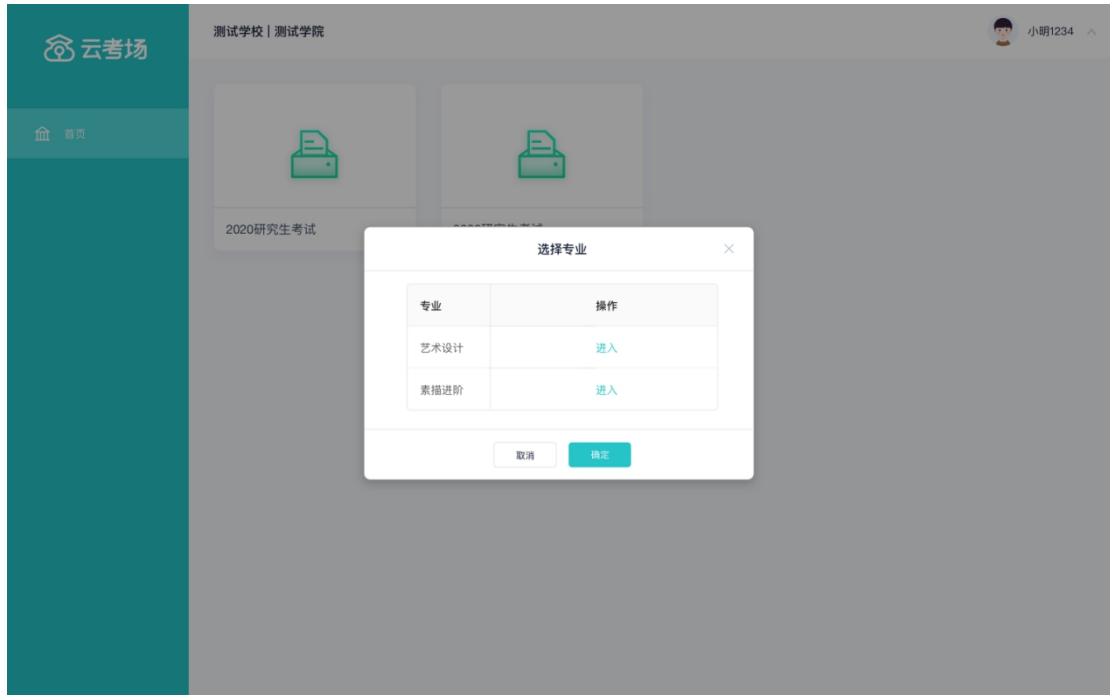 云考场
测试学校 | 测试学院
小明1234
首页
2020研究生考试
选择专业
专业 操作
艺术设计 进入
素描进阶 进入
取消 确定